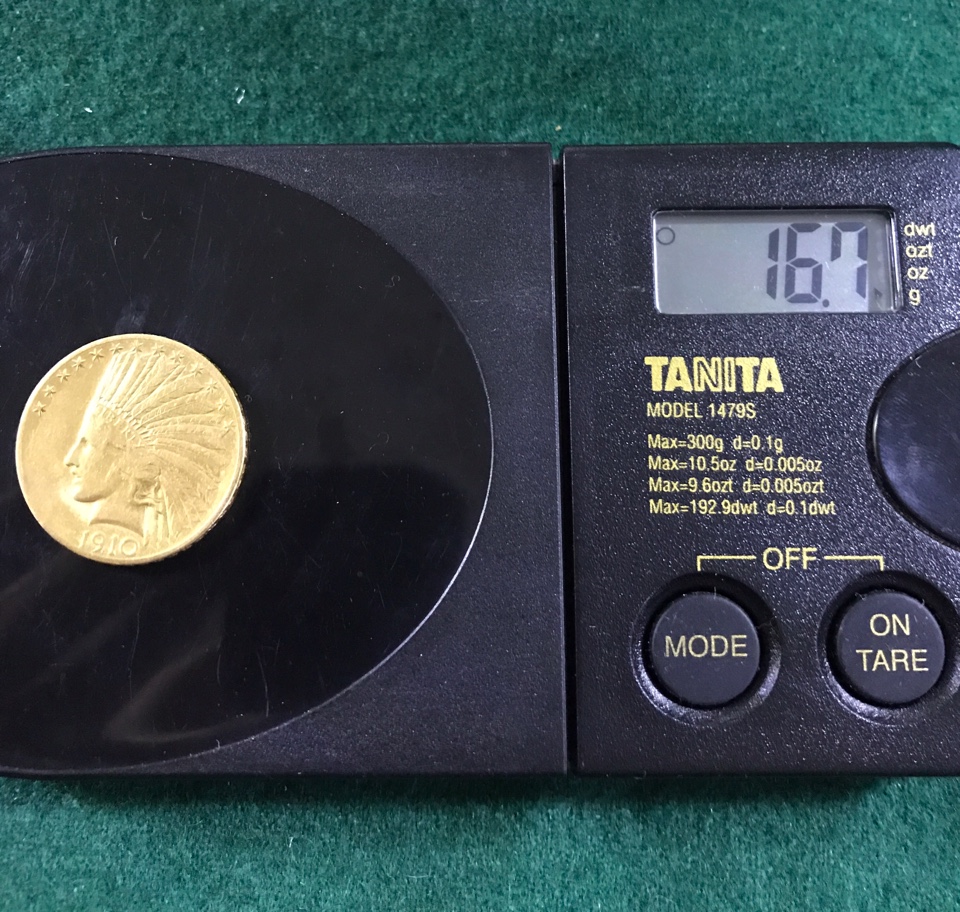 16.7
dwt
ozt
oz
g
TANITA
MODEL 1479S
Max=300g d=0.1g
Max=10.5oz d=0.005oz
Max=9.6ozt d=0.005ozt
Max=192.9dwt d=0.1dwt
OFF
MODE
ON
TARE
1910